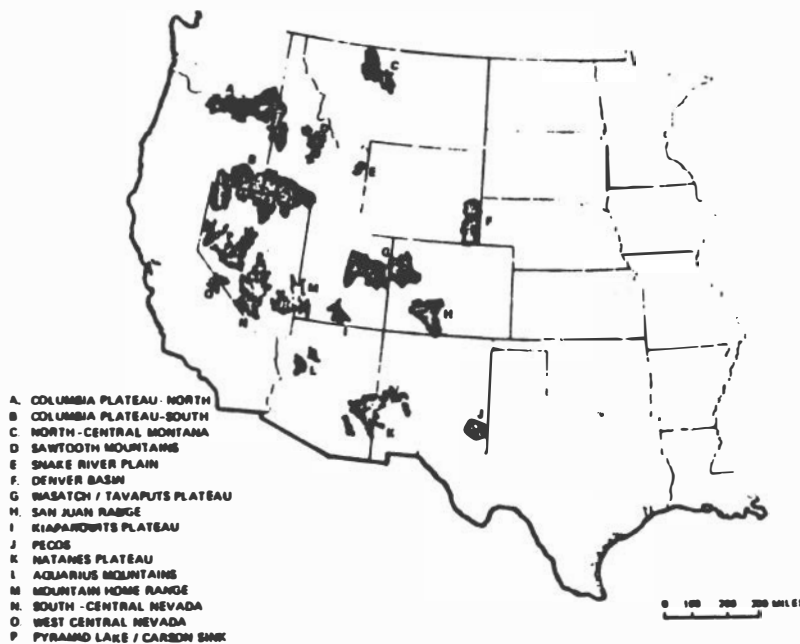 A
C
D
E
B
F
G
M
O
N
H
I
L
K
J
A. COLUMBIA PLATEAU-NORTH
B COLUMBIA PLATEAU-SOUTH
C. NORTH-CENTRAL MONTANA
D SAWTOOTH MOUNTAINS
E SNAKE RIVER PLAIN
F. DENVER BASIN
G WASATCH / TAVAPUTS PLATEAU
H. SAN JUAN RANGE
I KIAPAROWITS PLATEAU
J PECOS
K NATANES PLATEAU
L AQUARIUS MOUNTAINS
M MOUNTAIN HOME RANGE
N. SOUTH-CENTRAL NEVADA
O. WEST CENTRAL NEVADA
P PYRAMID LAKE / CARSON SINK
0 100 200 300 MILES